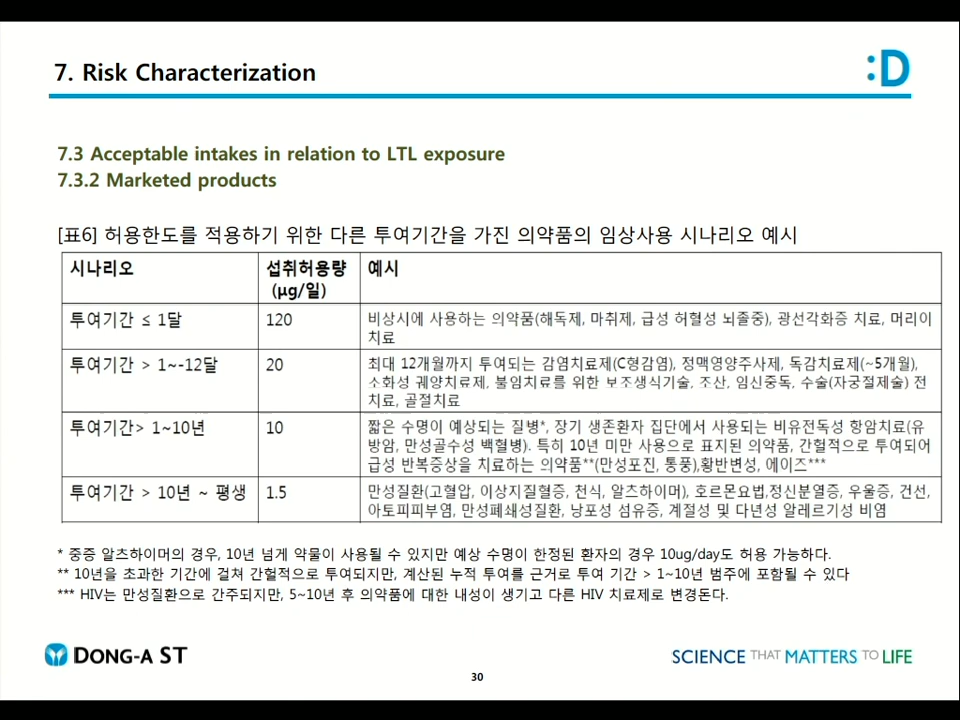 7. Risk Characterization
:D
7.3 Acceptable intakes in relation to LTL exposure
7.3.2 Marketed products
[표6] 허용한도를 적용하기 위한 다른 투여기간을 가진 의약품의 임상사용 시나리오 예시
시나리오
섭취허용량
(μg/일)
예시
투여기간 ≤ 1달
120
비상시에 사용하는 의약품(해독제, 마취제, 급성 허혈성 뇌졸중), 광선각화증 치료, 머리이
치료
투여기간 > 1~-12달
20
최대 12개월까지 투여되는 감염치료제(C형감염), 정맥영양주사제, 독감치료제(~5개월),
소화성 궤양치료제, 불임치료를 위한 보조생식기술, 조산, 임신중독, 수술(자궁절제술) 전
치료, 골절치료
투여기간> 1~10년
10
짧은 수명이 예상되는 질병*, 장기 생존환자 집단에서 사용되는 비유전독성 항암치료(유
방암, 만성골수성 백혈병). 특히 10년 미만 사용으로 표지된 의약품, 간헐적으로 투여되어
급성 반복증상을 치료하는 의약품**(만성포진, 통풍),황반변성, 에이즈***
투여기간 > 10년 ~ 평생
1.5
만성질환(고혈압, 이상지질혈증, 천식, 알츠하이머), 호르몬요법,정신분열증, 우울증, 건선,
아토피피부염, 만성폐쇄성질환, 낭포성 섬유증, 계절성 및 다년성 알레르기성 비염
* 중증 알츠하이머의 경우, 10년 넘게 약물이 사용될 수 있지만 예상 수명이 한정된 환자의 경우 10ug/day도 허용 가능하다.
** 10년을 초과한 기간에 걸쳐 간헐적으로 투여되지만, 계산된 누적 투여를 근거로 투여 기간 > 1~10년 범주에 포함될 수 있다
*** HIV는 만성질환으로 간주되지만, 5~10년 후 의약품에 대한 내성이 생기고 다른 HIV 치료제로 변경돈다.
DONG-A ST
SCIENCE THAT MATTERS TO LIFE
30